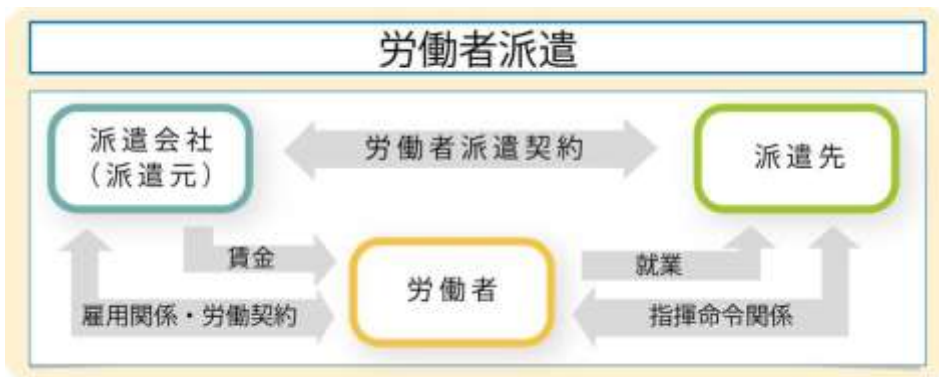 労働者派遣
派遣会社
（派遣元）
労働者派遣契約
派遣先
賃金
労働者
就業
雇用関係・労働契約
指揮命令関係